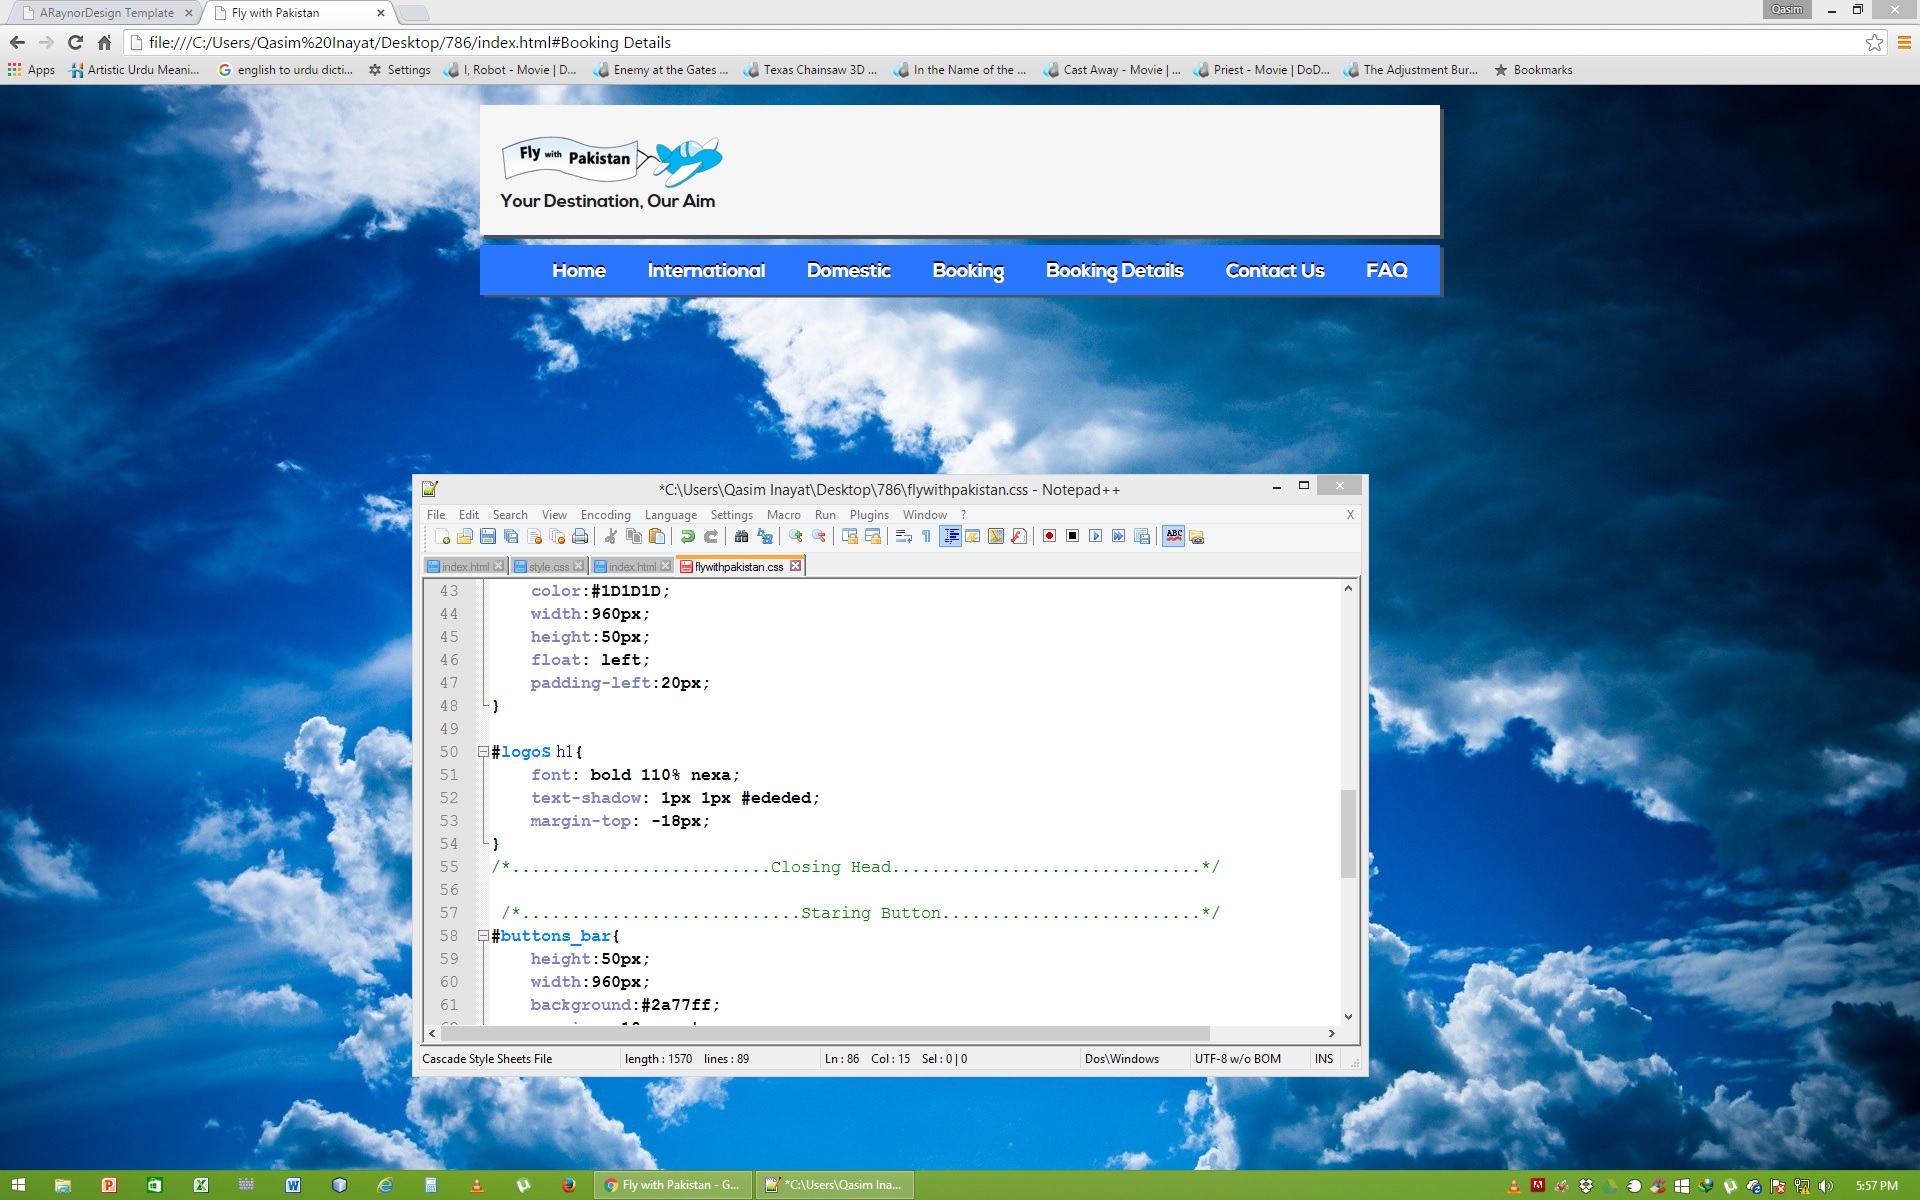 ARaynorDesign Template
Fly with Pakistan
Qasim
file:///C:/Users/Qasim%20Inayat/Desktop/786/index.html#Booking Details
Apps
Artistic Urdu Meani...
english to urdu dicti...
Settings
I, Robot - Movie | D...
Enemy at the Gates ...
Texas Chainsaw 3D ...
In the Name of the ...
Cast Away - Movie | ...
Priest - Movie | DoD...
The Adjustment Bur...
Bookmarks
Fly with Pakistan
Your Destination, Our Aim
Home International Domestic Booking Booking Details Contact Us FAQ
*C:\Users\Qasim Inayat\Desktop\786\flywithpakistan.css - Notepad++
File Edit Search View Encoding Language Settings Macro Run Plugins Window ? X
ABC
index.html style.css index.html flywithpakistan.css
43 color:#1D1D1D;
44 width:960px;
45 height:50px;
46 float: left;
47 padding-left:20px;
48 }
49
50 #logoS h1{
51 font: bold 110% nexa;
52 text-shadow: 1px 1px #ededed;
53 margin-top: -18px;
54 }
55 /*..........................Closing Head...............................*/
56
57 /*............................Staring Button..........................*/
58 #buttons_bar{
59 height:50px;
60 width:960px;
61 background:#2a77ff;
Cascade Style Sheets File length : 1570 lines : 89 Ln : 86 Col : 15 Sel : 0 | 0 Dos\Windows UTF-8 w/o BOM INS
Fly with Pakistan - G...
*C:\Users\Qasim Ina...
5:57 PM